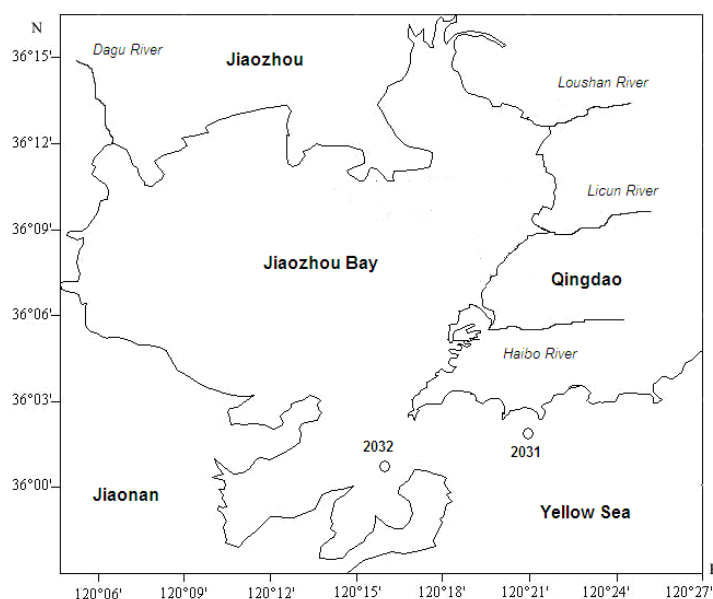 N
Dagu River
Jiaozhou
36°15'
Loushan River
36°12'
Licun River
36°09'
Jiaozhou Bay
Qingdao
36°06'
Haibo River
36°03'
2032
2031
36°00'
Jiaonan
Yellow Sea
120°06' 120°09' 120°12' 120°15' 120°18' 120°21' 120°24' 120°27'